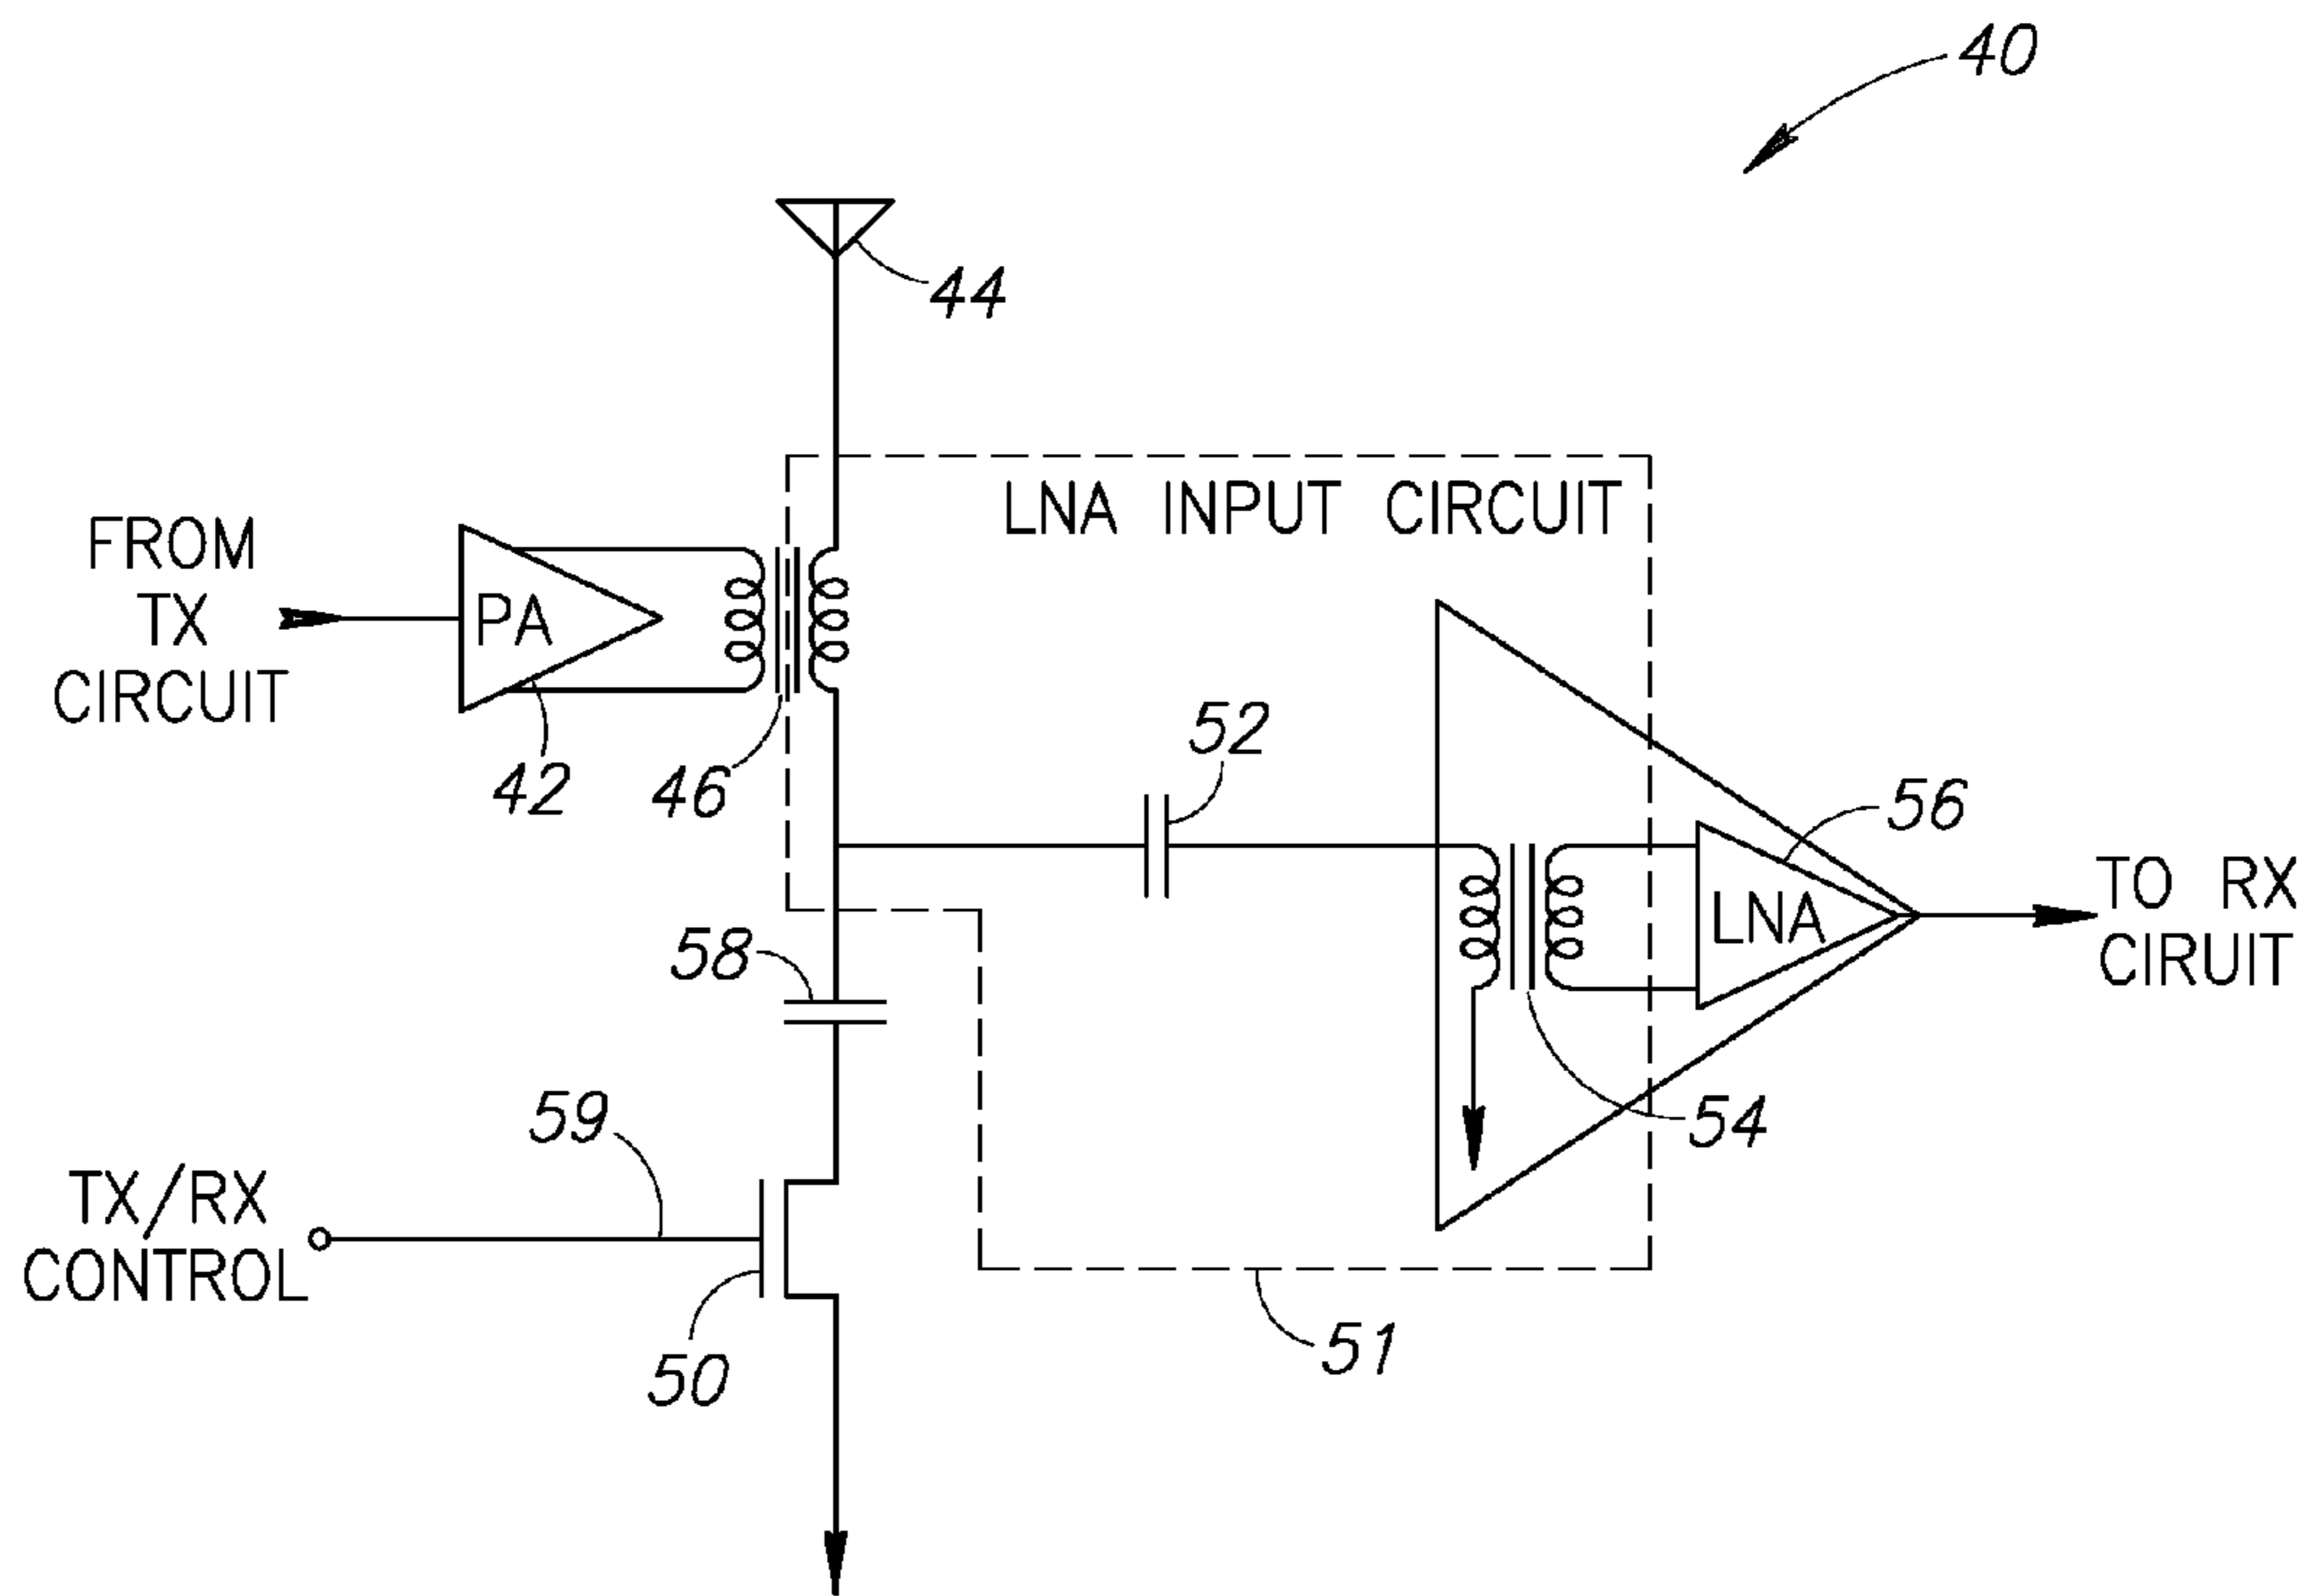 40
44
LNA INPUT CIRCUIT
FROM
TX
CIRCUIT
PA
42
46
52
56
LNA
TO RX
CIRUIT
58
54
59
TX/RX
CONTROL
50
51